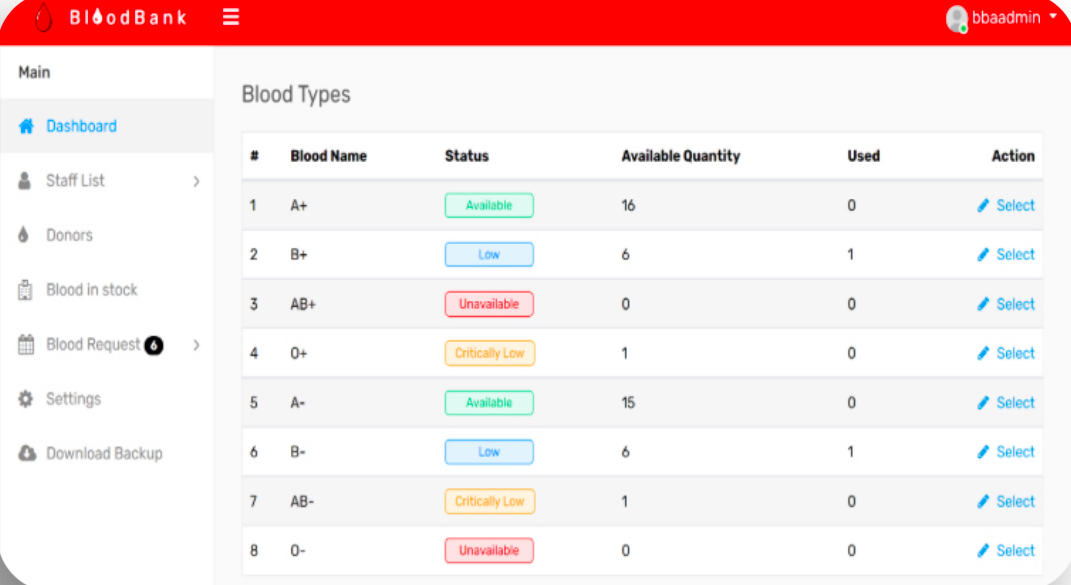 BloodBank
bbaadmin
Main
Dashboard
Staff List
Donors
Blood in stock
Blood Request 6
Settings
Download Backup
Blood Types
# Blood Name Status Available Quantity Used Action
1 A+ Available 16 0 Select
2 B+ Low 6 1 Select
3 AB+ Unavailable 0 0 Select
4 O+ Critically Low 1 0 Select
5 A- Available 15 0 Select
6 B- Low 6 1 Select
7 AB- Critically Low 1 0 Select
8 O- Unavailable 0 0 Select